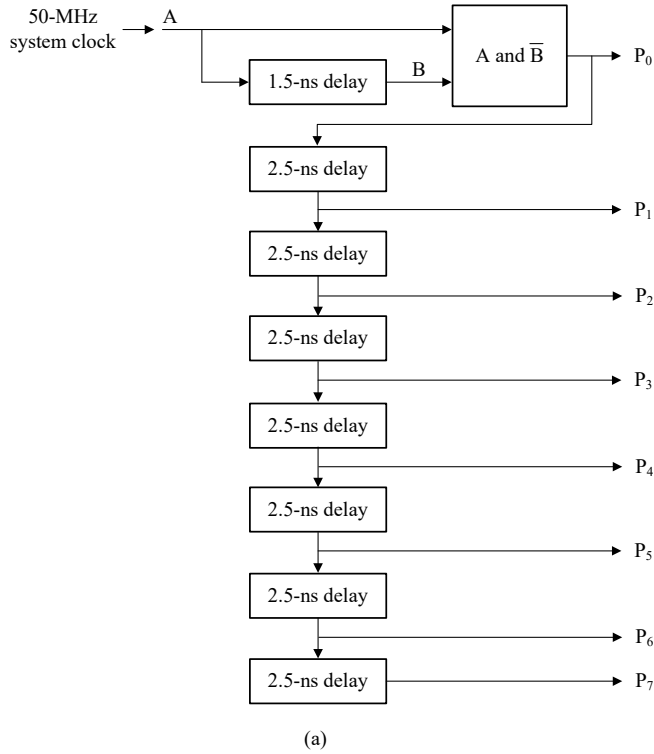 50-MHz
system clock
A
A and B̅
P₀
1.5-ns delay
B
2.5-ns delay
P₁
2.5-ns delay
P₂
2.5-ns delay
P₃
2.5-ns delay
P₄
2.5-ns delay
P₅
2.5-ns delay
P₆
2.5-ns delay
P₇
(a)